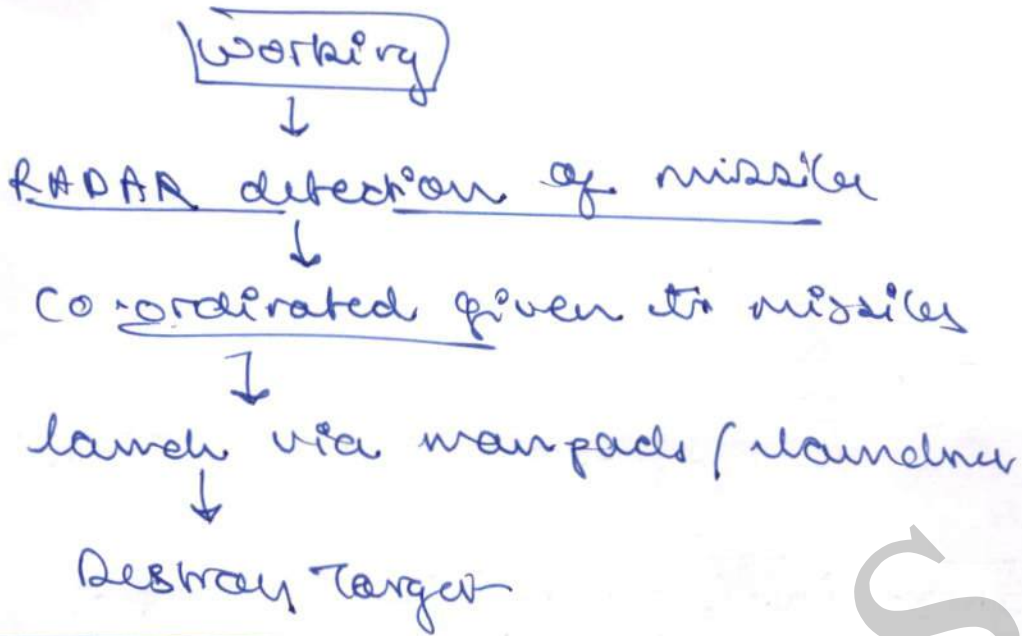 Working
↓
RADAR detection of missile
↓
Co-ordinated given to missiles
↓
launch via manpads / launcher
↓
Destroy Target
S